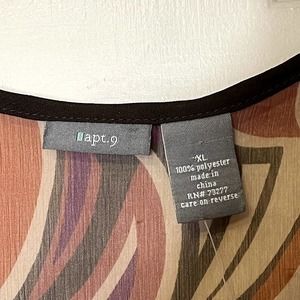 apt.9
XL
100% polyester
made in
china
RN# 73277
care on reverse